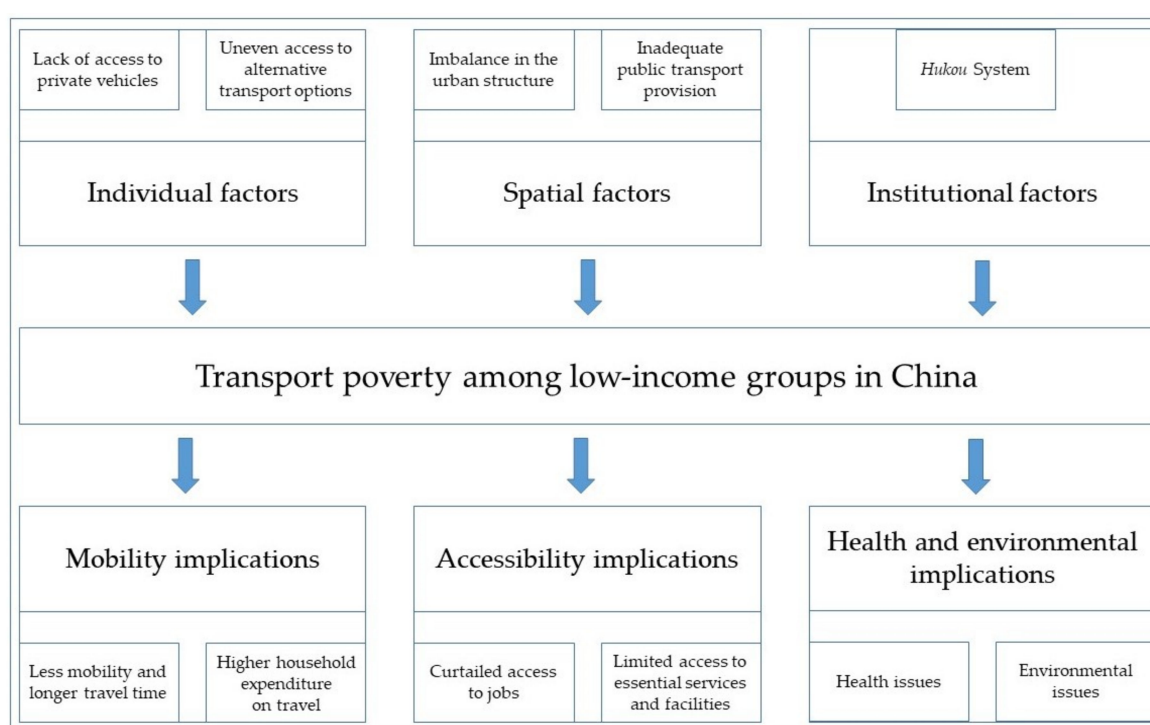 Lack of access to
private vehicles
Uneven access to
alternative
transport options
Imbalance in the
urban structure
Inadequate
public transport
provision
Hukou System
Individual factors
Spatial factors
Institutional factors
Transport poverty among low-income groups in China
Mobility implications
Accessibility implications
Health and environmental
implications
Less mobility and
longer travel time
Higher household
expenditure
on travel
Curtailed access
to jobs
Limited access to
essential services
and facilities
Health issues
Environmental
issues